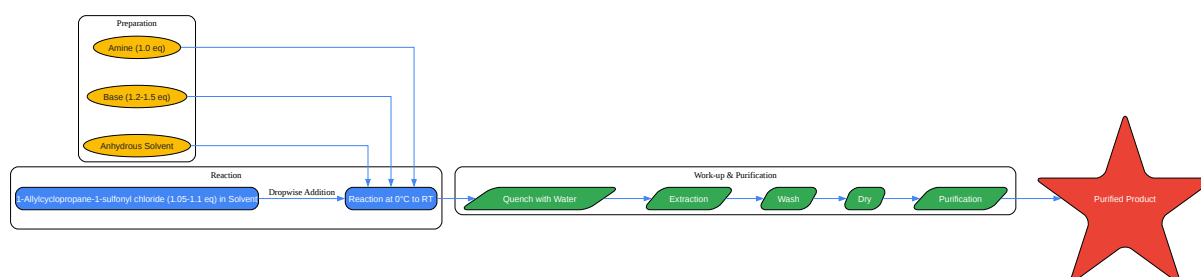 Preparation
Amine (1.0 eq)
Base (1.2-1.5 eq)
Anhydrous Solvent
Reaction
1-Allylcyclopropane-1-sulfonyl chloride (1.05-1.1 eq) in Solvent
Dropwise Addition
Reaction at 0°C to RT
Work-up & Purification
Quench with Water
Extraction
Wash
Dry
Purification
Purified Product